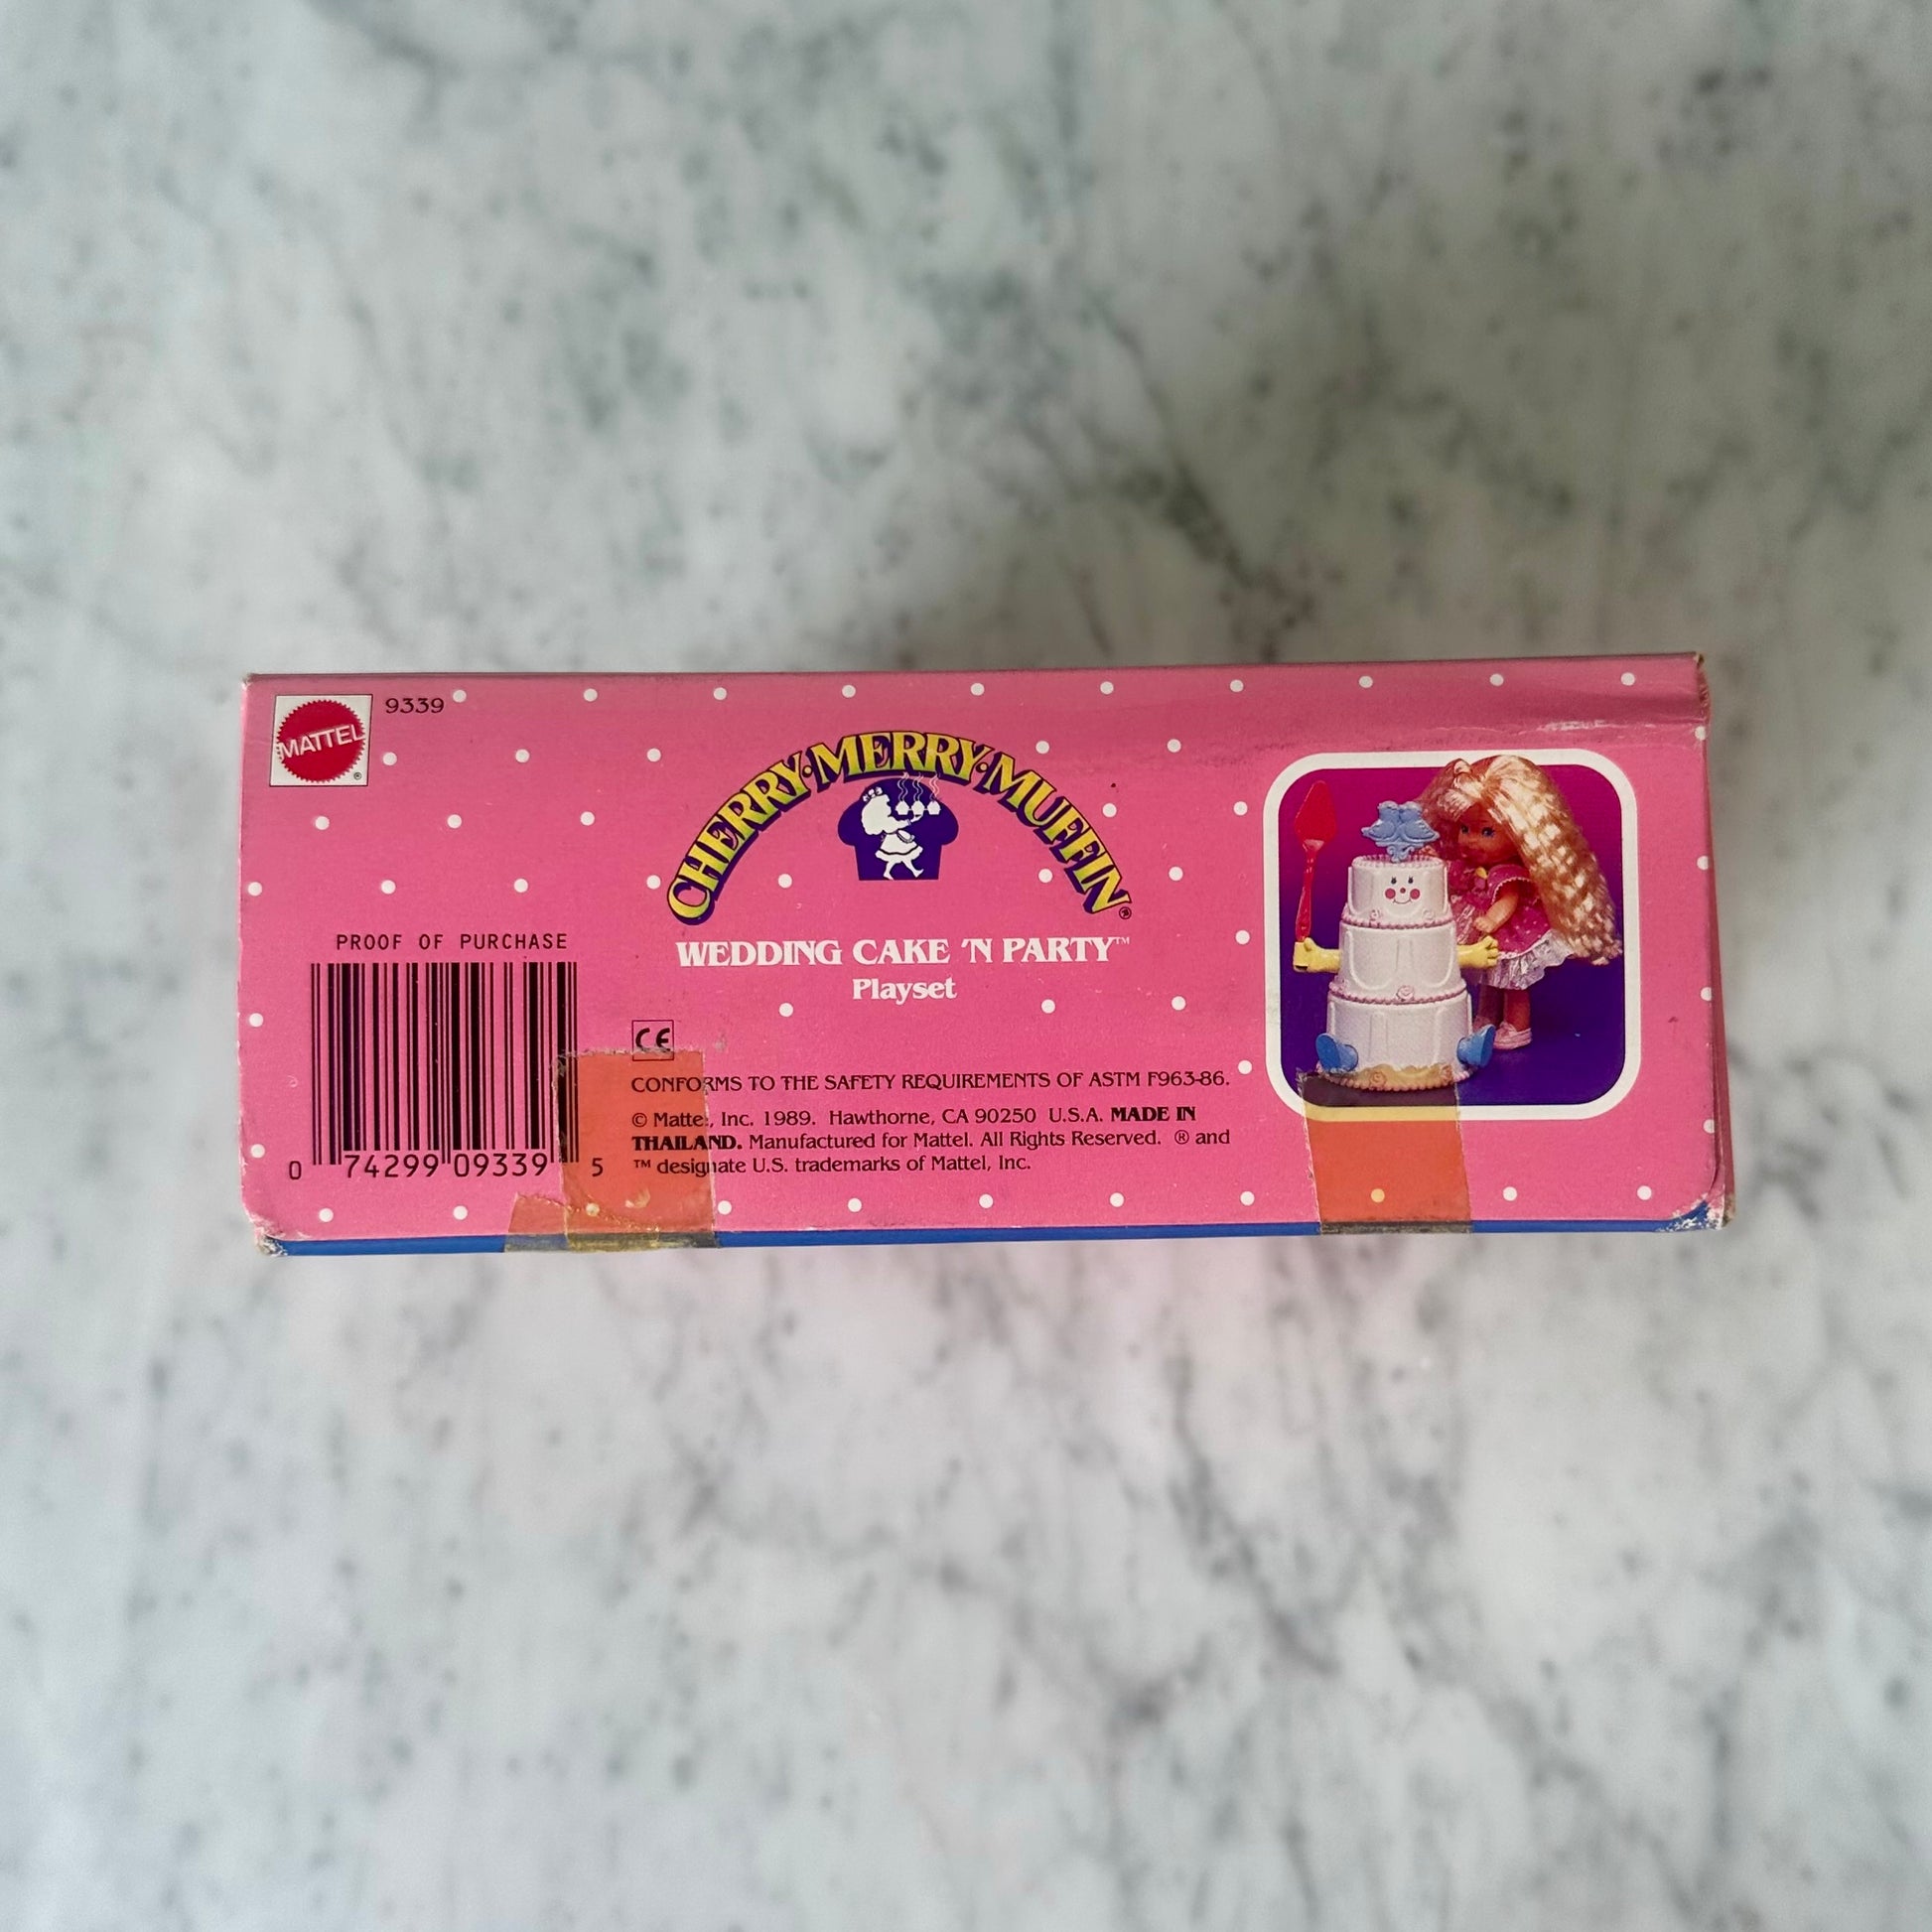 MATTEL
®
9339
CHERRY·MERRY·MUFFIN®
WEDDING CAKE 'N PARTY™
Playset
PROOF OF PURCHASE
0 74299 09339 5
CE
CONFORMS TO THE SAFETY REQUIREMENTS OF ASTM F963-86.
© Mattel, Inc. 1989. Hawthorne, CA 90250 U.S.A. MADE IN
THAILAND. Manufactured for Mattel. All Rights Reserved. ® and
™ designate U.S. trademarks of Mattel, Inc.